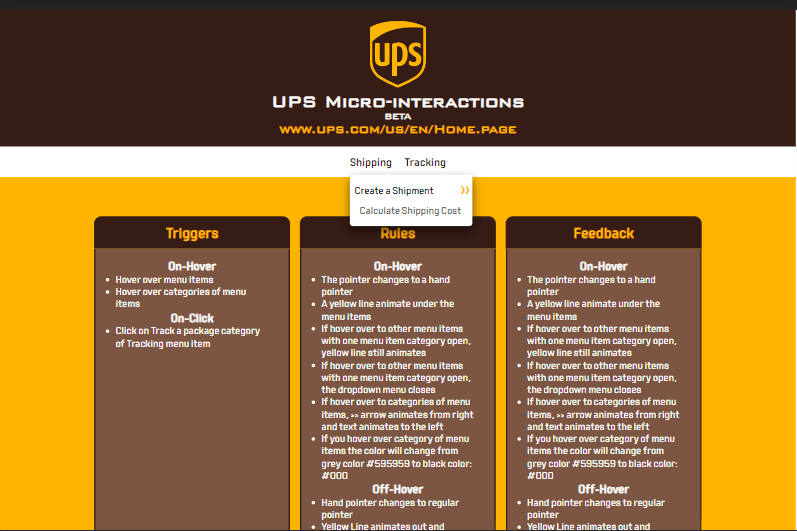 ups
UPS Micro-interactions
BETA
www.ups.com/us/en/Home.page
Shipping Tracking
Create a Shipment »
Calculate Shipping Cost
Triggers
On-Hover
• Hover over menu items
• Hover over categories of menu
items
On-Click
• Click on Track a package category
of Tracking menu item
Rules
On-Hover
• The pointer changes to a hand
pointer
• A yellow line animate under the
menu items
• If hover over to other menu items
with one menu item category open,
yellow line still animates
• If hover over to other menu items
with one menu item category open,
the dropdown menu closes
• If hover over to categories of menu
items, >> arrow animates from right
and text animates to the left
• If you hover over category of menu
items the color will change from
grey color #595959 to black color:
#000
Off-Hover
• Hand pointer changes to regular
pointer
• Yellow Line animates out and
Feedback
On-Hover
• The pointer changes to a hand
pointer
• A yellow line animate under the
menu items
• If hover over to other menu items
with one menu item category open,
yellow line still animates
• If hover over to other menu items
with one menu item category open,
the dropdown menu closes
• If hover over to categories of menu
items, >> arrow animates from right
and text animates to the left
• If you hover over category of menu
items the color will change from
grey color #595959 to black color:
#000
Off-Hover
• Hand pointer changes to regular
pointer
• Yellow Line animates out and